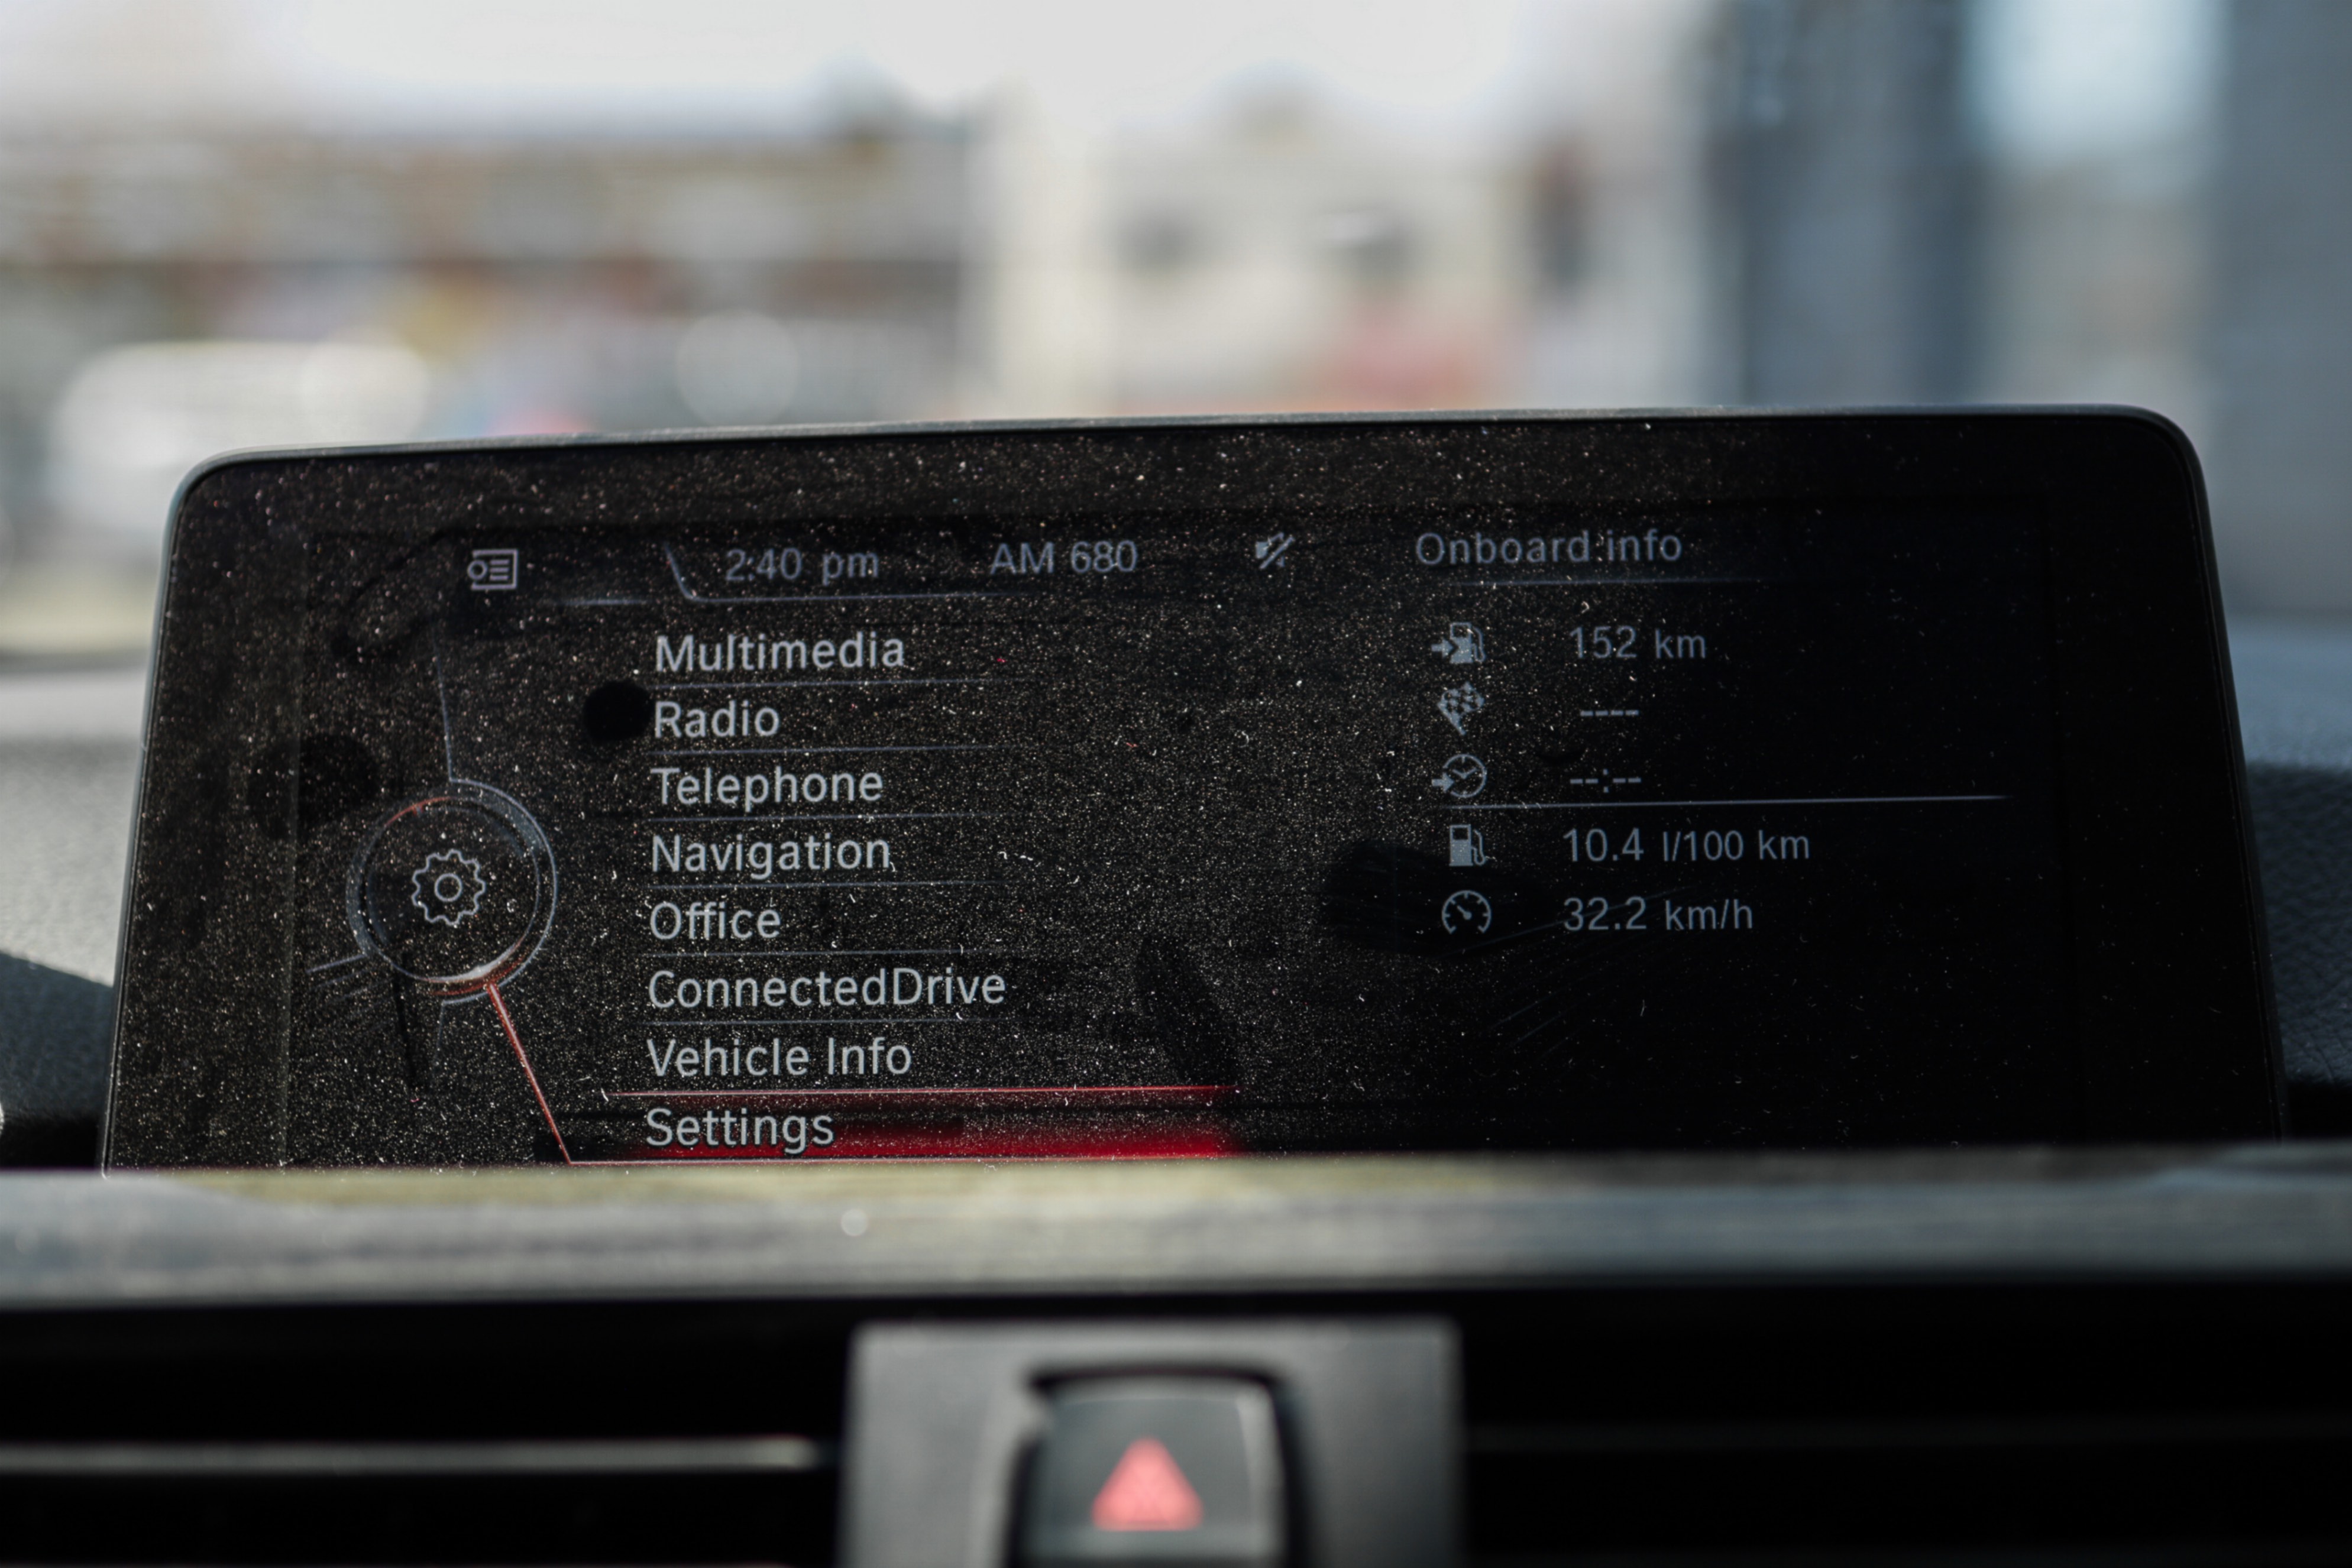 2:40 pm AM 680
Multimedia
Radio
Telephone
Navigation
Office
ConnectedDrive
Vehicle Info
Settings
Onboard info
152 km
----
--:--
10.4 l/100 km
32.2 km/h